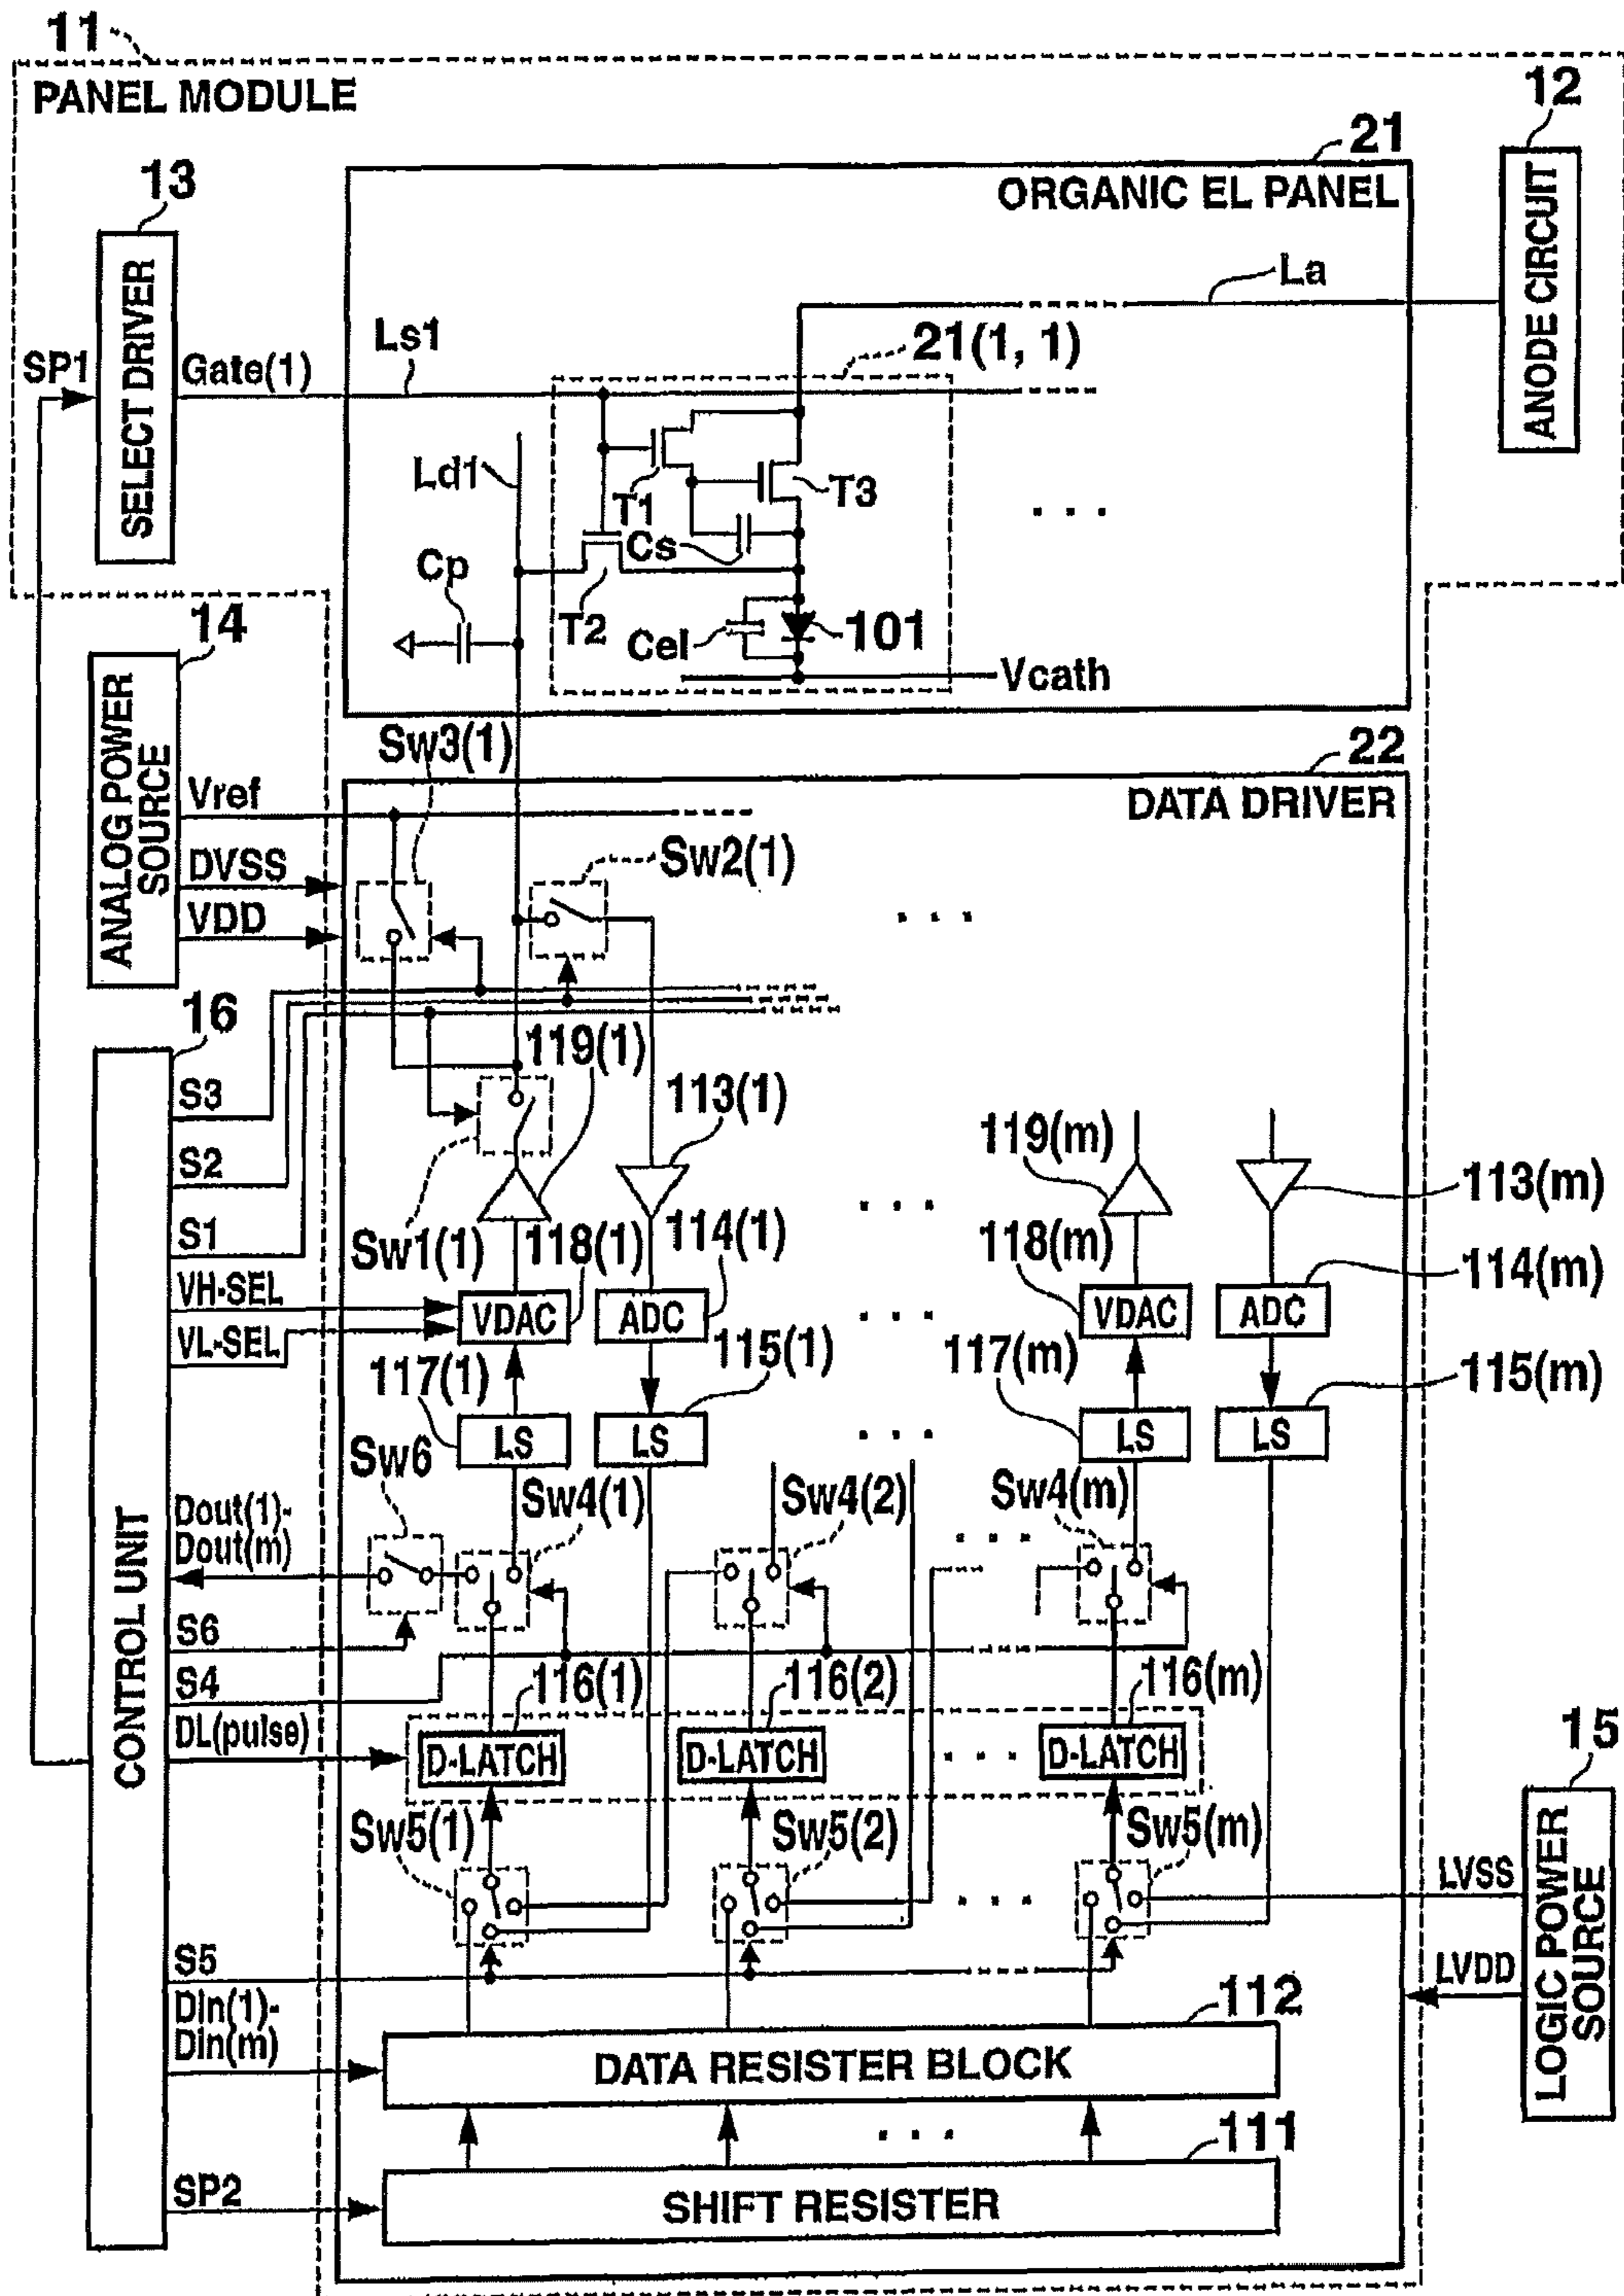 11
PANEL MODULE
12
ANODE CIRCUIT
13
SELECT DRIVER
SP1
Gate(1)
21
ORGANIC EL PANEL
La
Ls1
21(1, 1)
Ld1
T1
T3
Cs
Cp
T2
Cel
101
Vcath
14
ANALOG POWER
SOURCE
Vref
DVSS
VDD
Sw3(1)
22
DATA DRIVER
Sw2(1)
16
CONTROL UNIT
S3
S2
S1
VH-SEL
VL-SEL
119(1)
113(1)
Sw1(1)
118(1)
114(1)
119(m)
113(m)
118(m)
114(m)
VDAC
ADC
VDAC
ADC
117(1)
115(1)
117(m)
115(m)
LS
LS
LS
LS
Sw6
Sw4(1)
Sw4(2)
Sw4(m)
Dout(1)-
Dout(m)
S6
S4
DL(pulse)
116(1)
116(2)
116(m)
D-LATCH
D-LATCH
D-LATCH
Sw5(1)
Sw5(2)
Sw5(m)
15
LOGIC POWER
SOURCE
LVSS
LVDD
S5
Din(1)-
Din(m)
112
DATA RESISTER BLOCK
111
SP2
SHIFT RESISTER